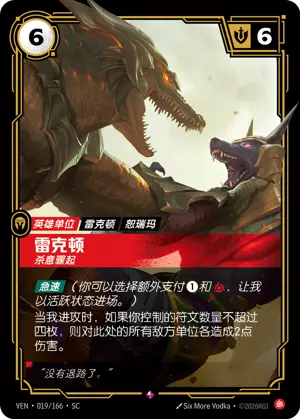 6
6
英雄单位 雷克顿 恕瑞玛
雷克顿
杀意骤起
急速 (你可以选择额外支付1和,让我
以活跃状态进场。)
当我进攻时,如果你控制的符文数量不超过
四枚,则对此处的所有敌方单位各造成2点
伤害。
“没有退路了。”
VEN · 019/166 · SC
Six More Vodka ©2026RGI